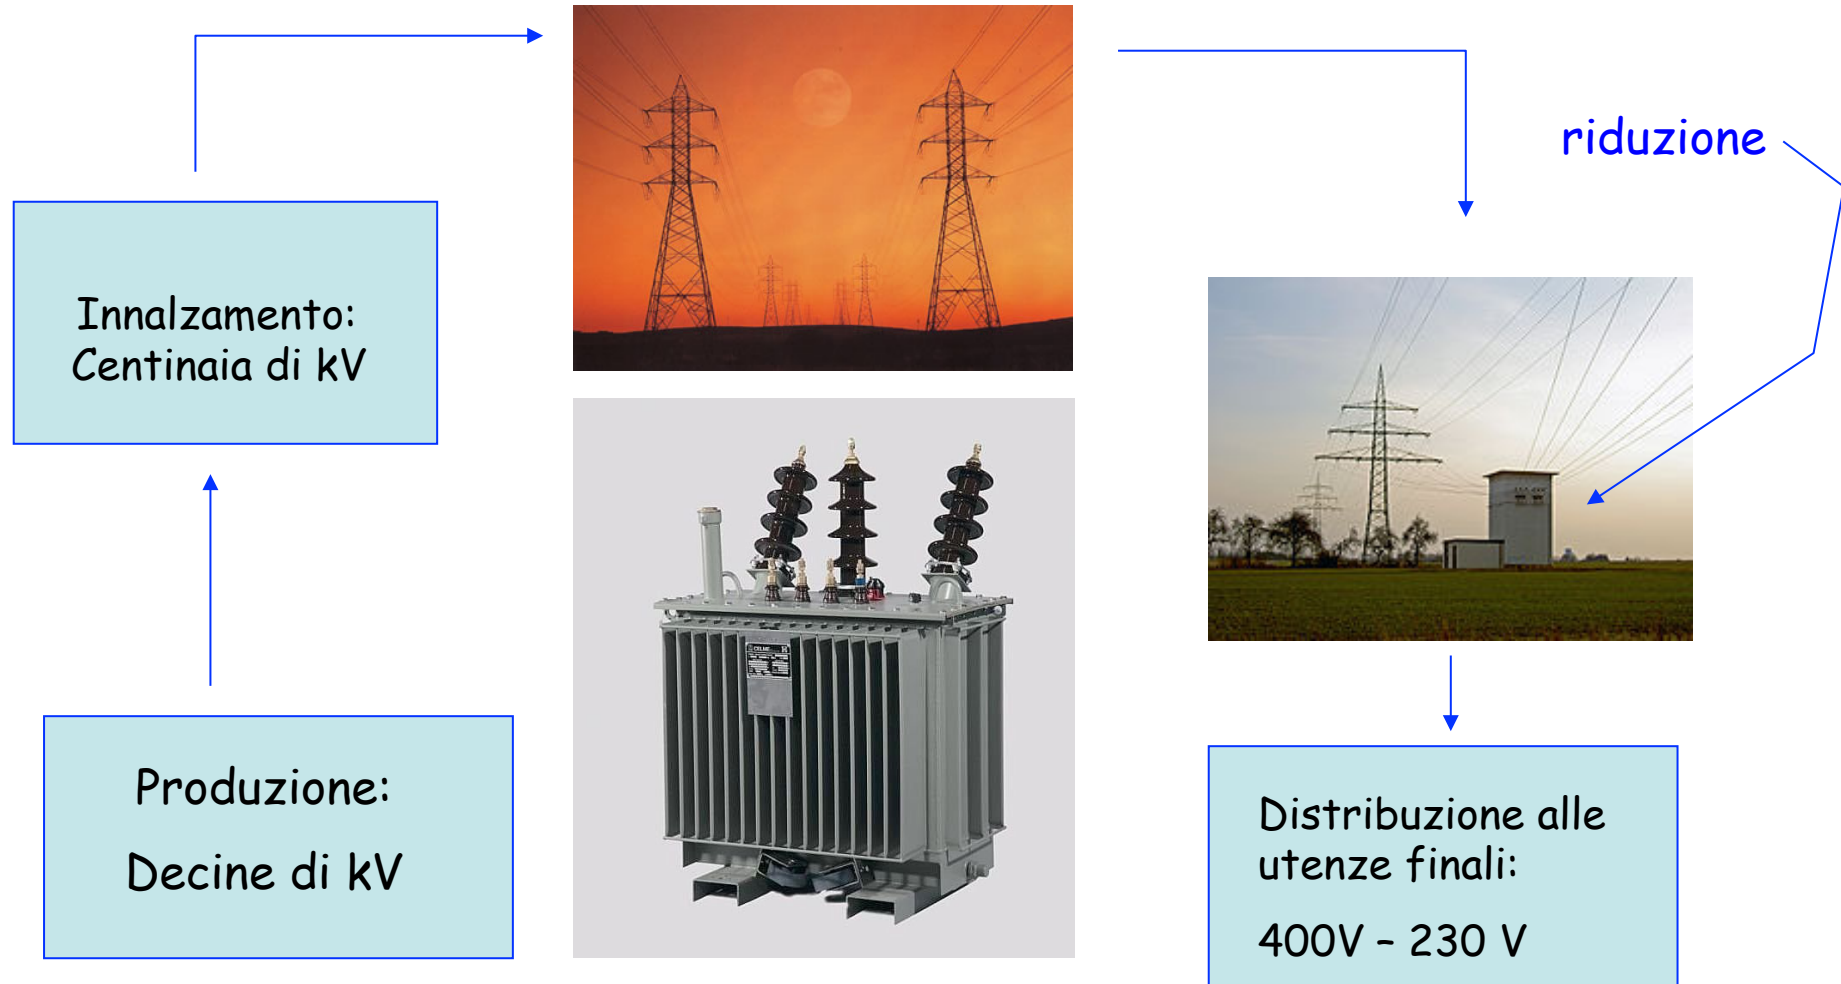 riduzione
Innalzamento:
Centinaia di kV
Produzione:
Decine di kV
Distribuzione alle
utenze finali:
400V – 230 V